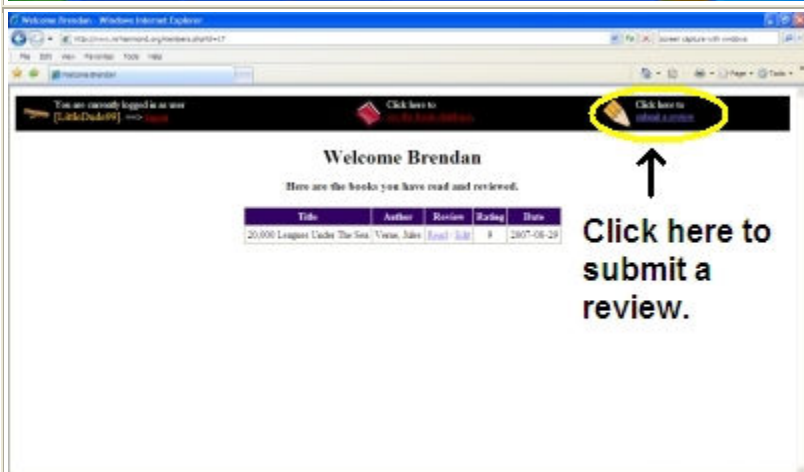 Welcome Brendan - Windows Internet Explorer
Page Tools
You are currently logged in as user
Click here to
Click here to
[LittleDude99] ==> logout
submit a review
Welcome Brendan
Here are the books you have read and reviewed.
Title Author Review Rating Date
20,000 Leagues Under The Sea Verne, Jules Read Edit 9 2007-08-29
Click here to
submit a
review.